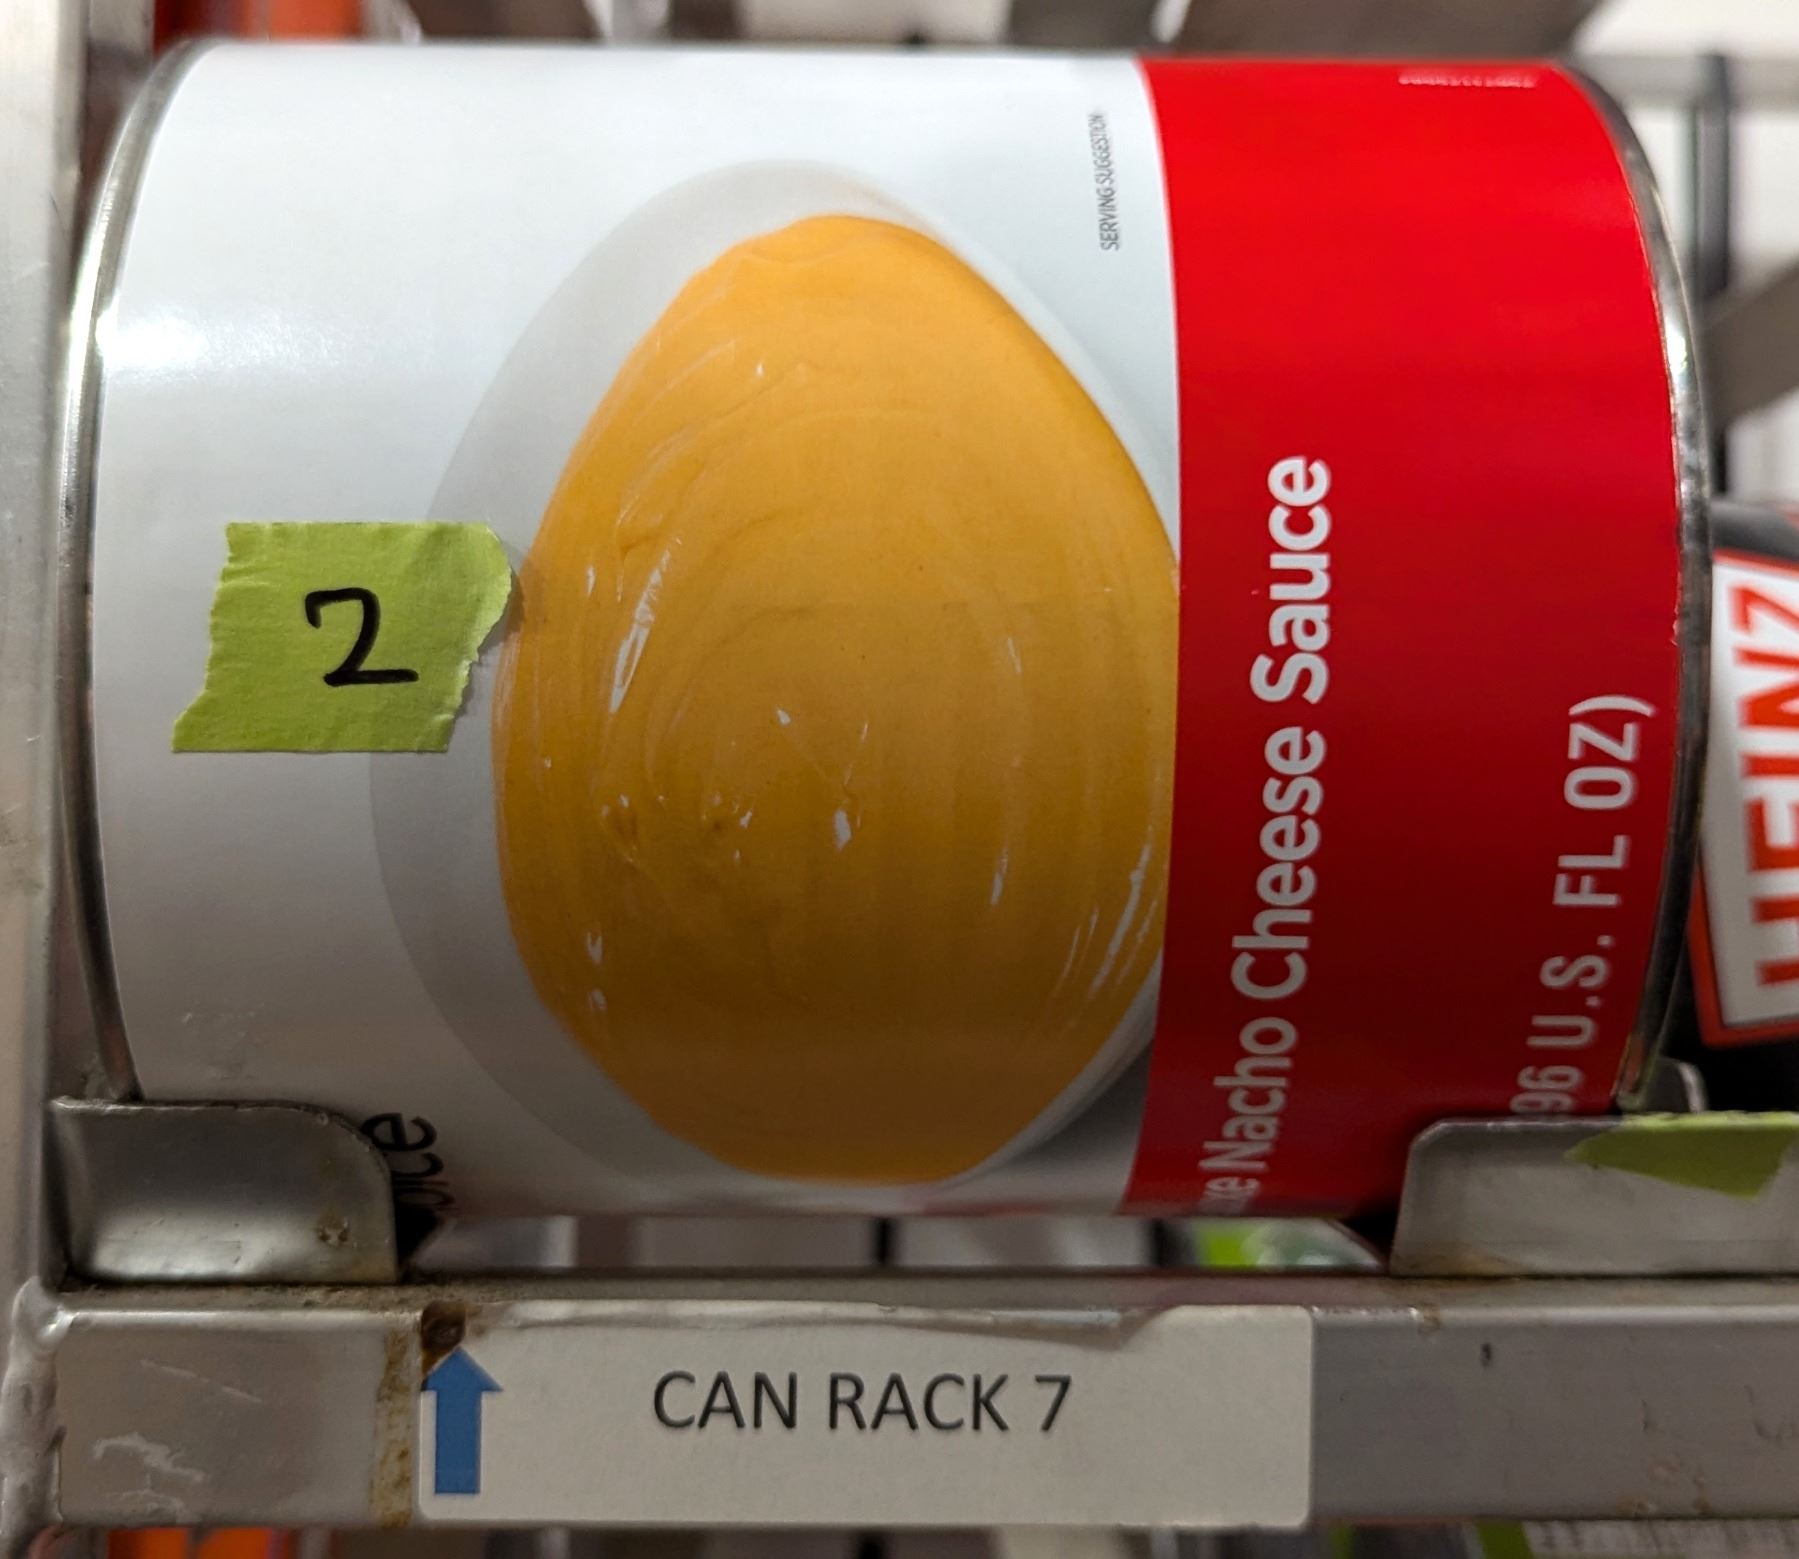 SERVING SUGGESTION
2
Nacho Cheese Sauce
96 U.S. FL OZ)
HEINZ
CAN RACK 7